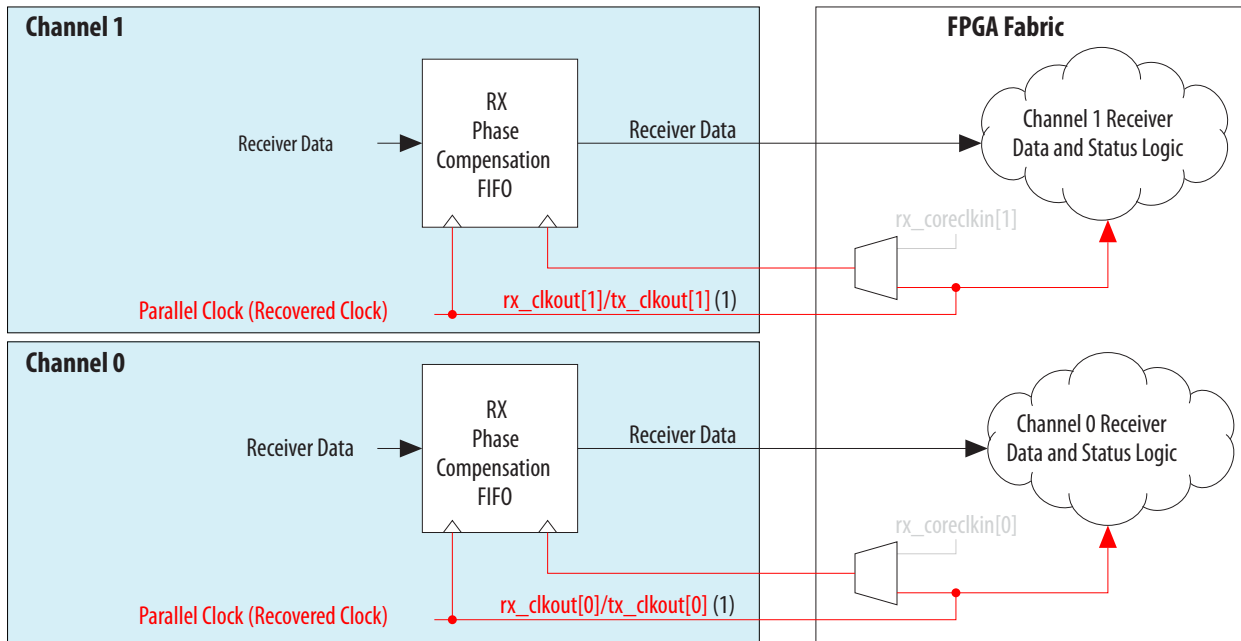 Channel 1
FPGA Fabric
RX
Phase
Compensation
FIFO
Receiver Data
Receiver Data
Channel 1 Receiver
Data and Status Logic
rx_coreclkin[1]
rx_clkout[1]/tx_clkout[1] (1)
Parallel Clock (Recovered Clock)
Channel 0
RX
Phase
Compensation
FIFO
Receiver Data
Receiver Data
Channel 0 Receiver
Data and Status Logic
rx_coreclkin[0]
rx_clkout[0]/tx_clkout[0] (1)
Parallel Clock (Recovered Clock)